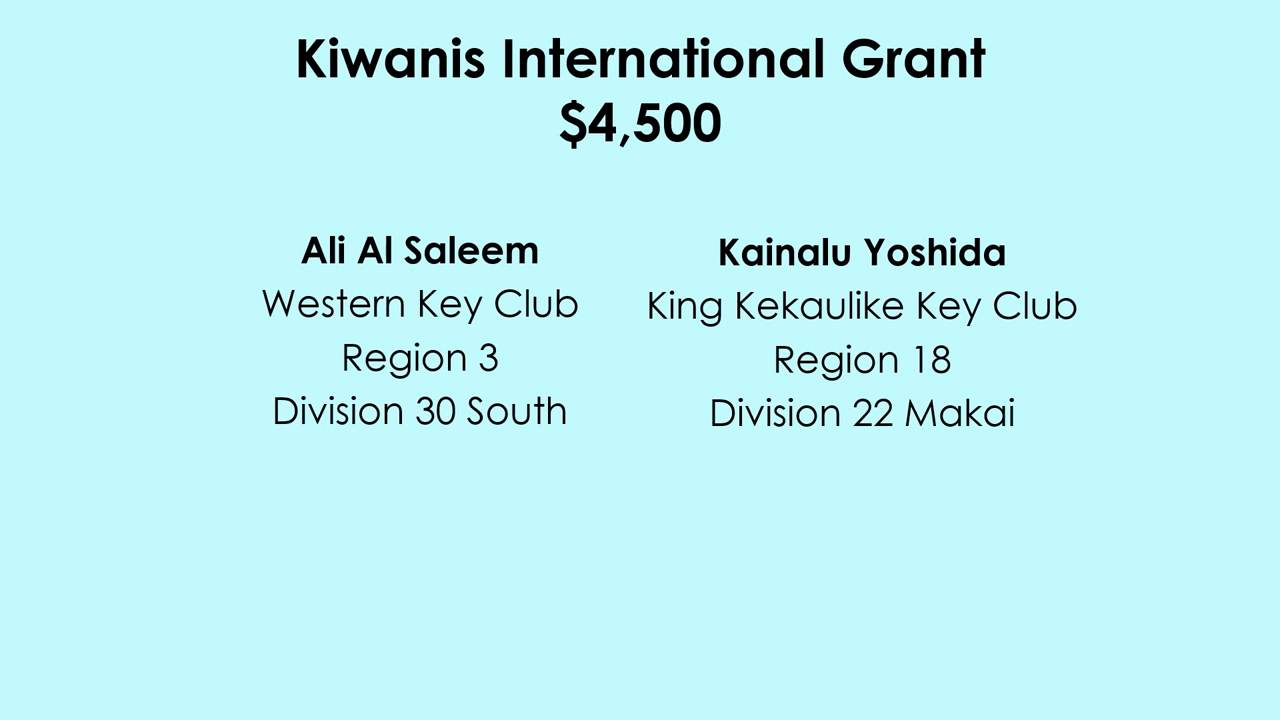 Kiwanis International Grant
$4,500
Ali Al Saleem
Western Key Club
Region 3
Division 30 South
Kainalu Yoshida
King Kekaulike Key Club
Region 18
Division 22 Makai